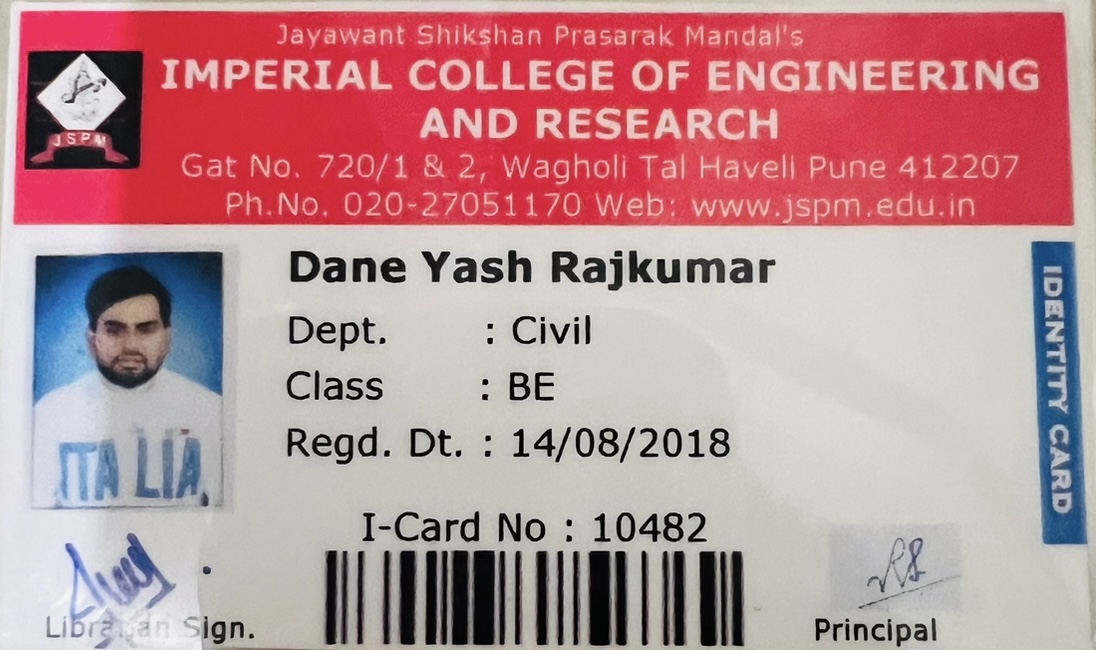 Jayawant Shikshan Prasarak Mandal's
IMPERIAL COLLEGE OF ENGINEERING
AND RESEARCH
JSPM
Gat No. 720/1 & 2, Wagholi Tal Haveli Pune 412207
Ph.No. 020-27051170 Web: www.jspm.edu.in
Dane Yash Rajkumar
Dept. : Civil
Class : BE
Regd. Dt. : 14/08/2018
IDENTITY CARD
ITALIA
I-Card No : 10482
Librarian Sign.
Principal